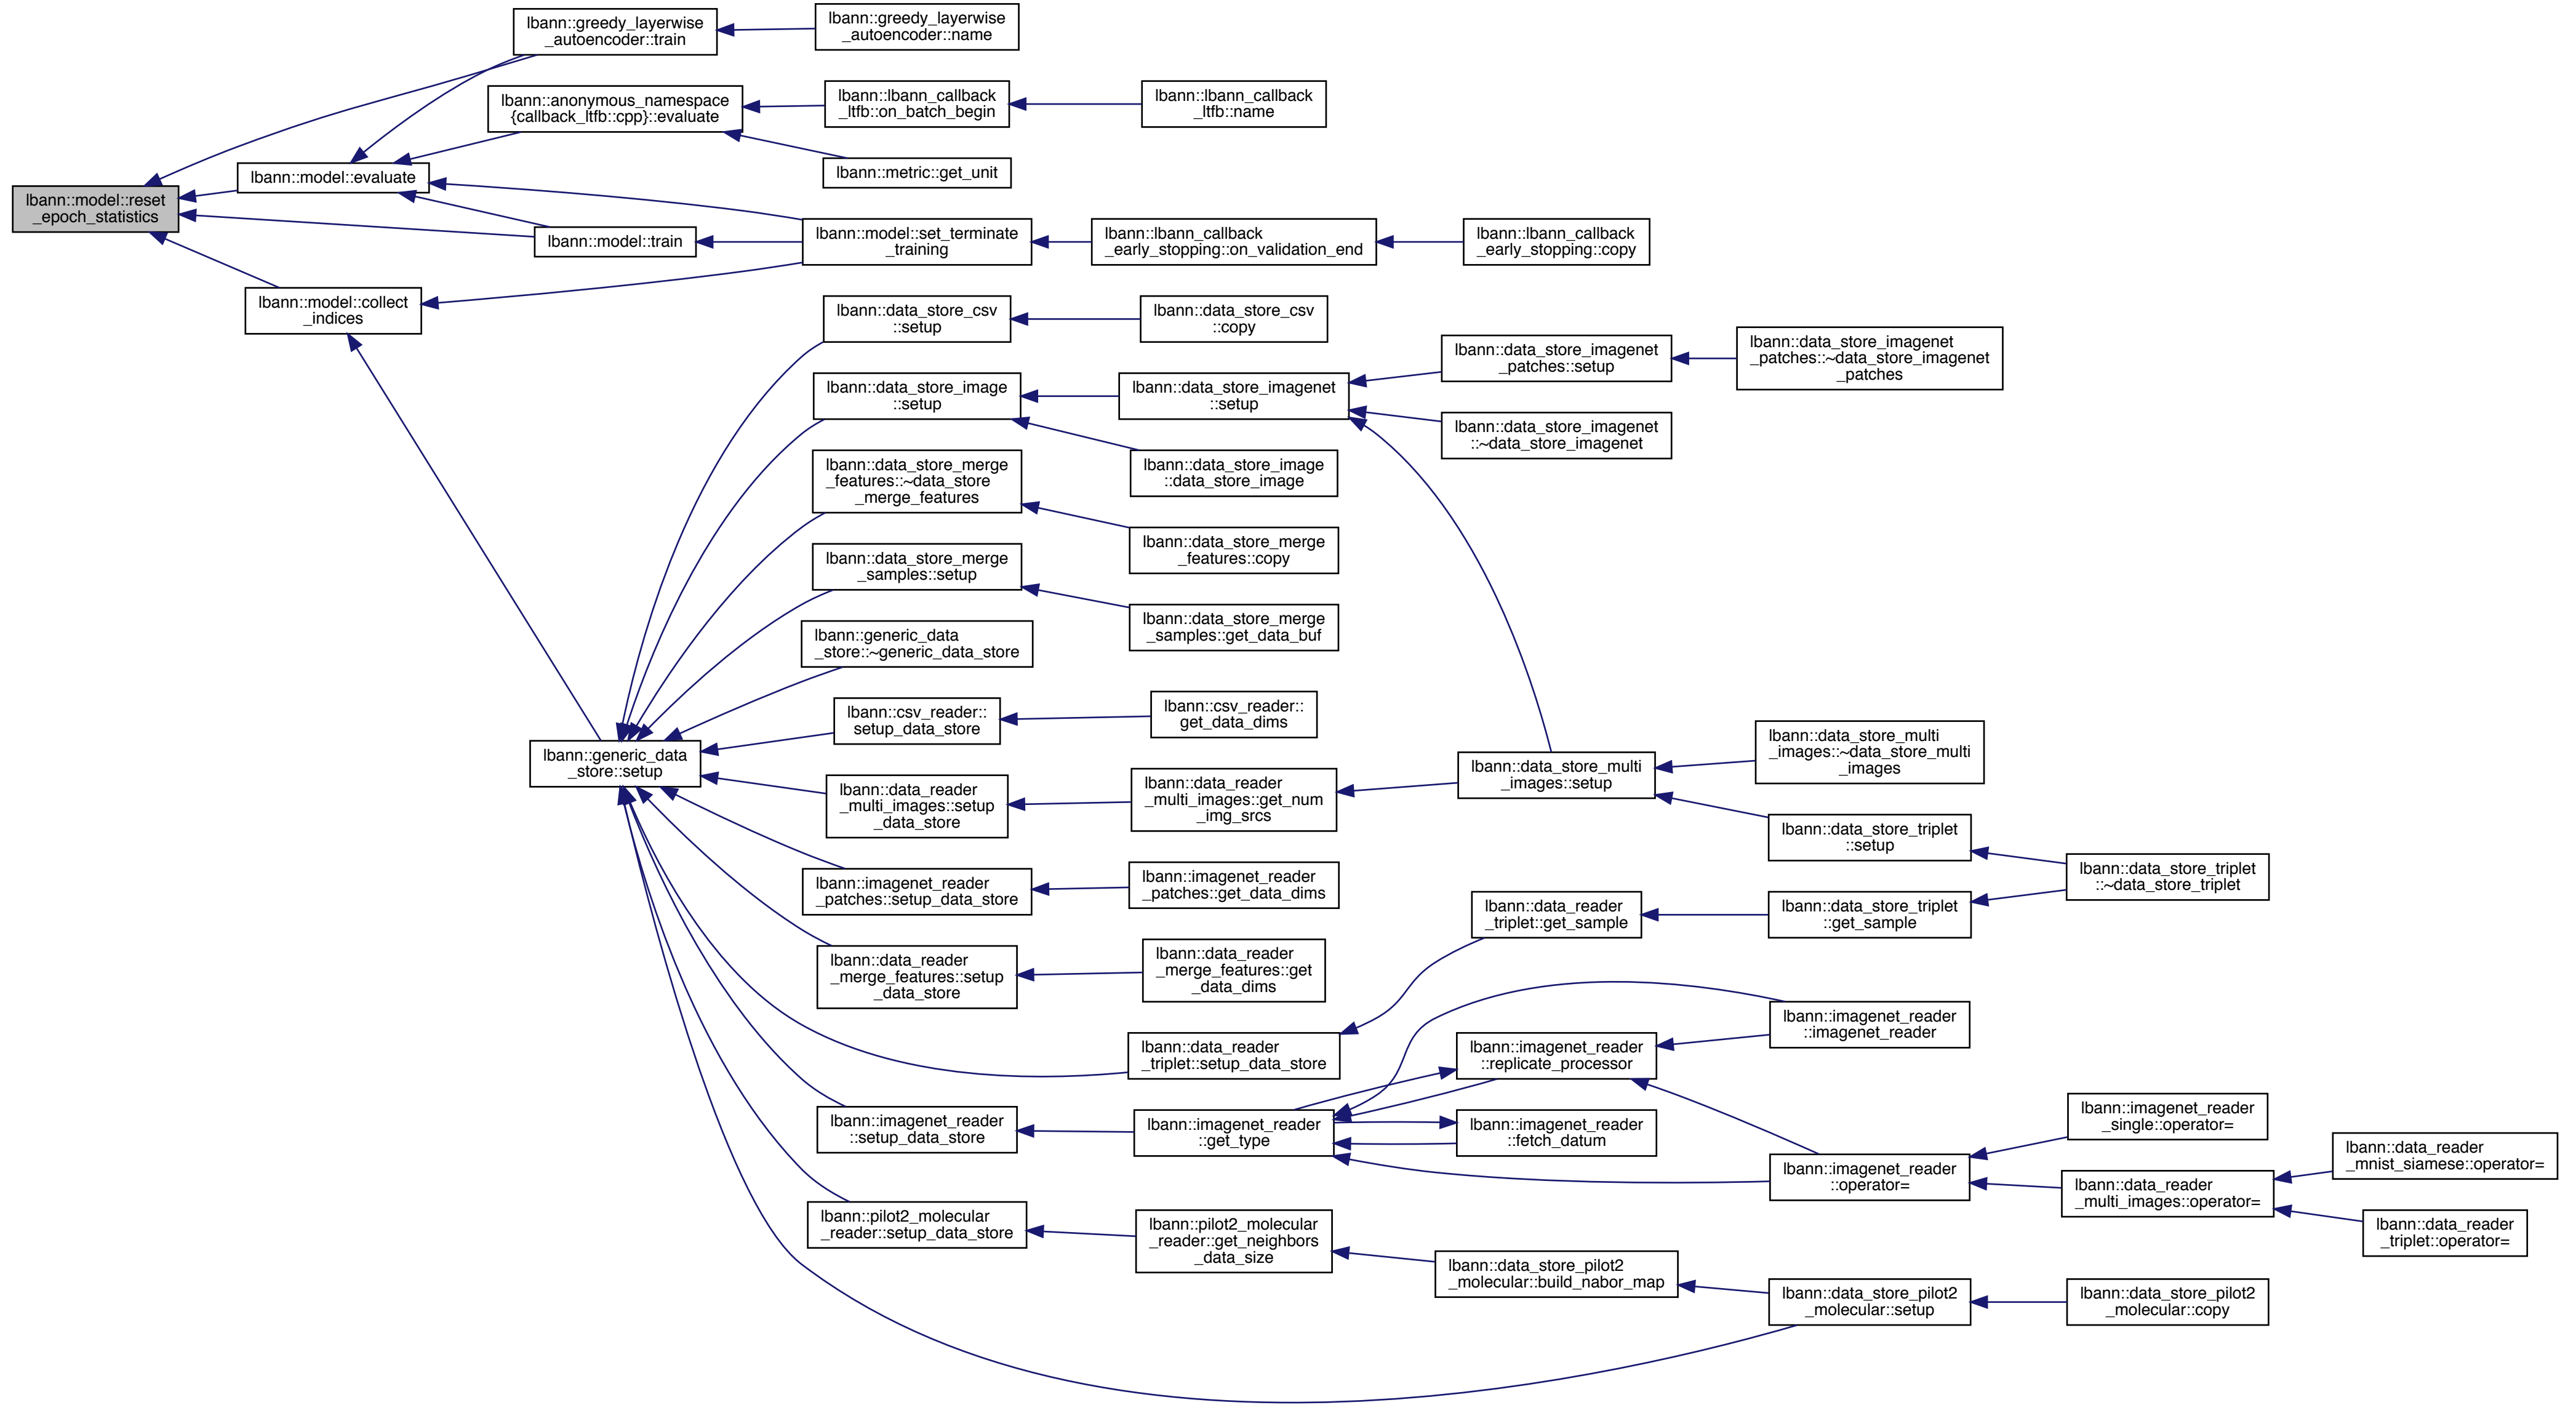 lbann::model::reset
_epoch_statistics
lbann::greedy_layerwise
_autoencoder::train
lbann::greedy_layerwise
_autoencoder::name
lbann::model::evaluate
lbann::anonymous_namespace
{callback_ltfb::cpp}::evaluate
lbann::lbann_callback
_ltfb::on_batch_begin
lbann::lbann_callback
_ltfb::name
lbann::metric::get_unit
lbann::model::train
lbann::model::set_terminate
_training
lbann::lbann_callback
_early_stopping::on_validation_end
lbann::lbann_callback
_early_stopping::copy
lbann::model::collect
_indices
lbann::generic_data
_store::setup
lbann::data_store_csv
::setup
lbann::data_store_csv
::copy
lbann::data_store_image
::setup
lbann::data_store_imagenet
::setup
lbann::data_store_imagenet
_patches::setup
lbann::data_store_imagenet
_patches::~data_store_imagenet
_patches
lbann::data_store_imagenet
::~data_store_imagenet
lbann::data_store_image
::data_store_image
lbann::data_store_merge
_features::~data_store
_merge_features
lbann::data_store_merge
_features::copy
lbann::data_store_merge
_samples::setup
lbann::data_store_merge
_samples::get_data_buf
lbann::generic_data
_store::~generic_data_store
lbann::csv_reader::
setup_data_store
lbann::csv_reader::
get_data_dims
lbann::data_reader
_multi_images::setup
_data_store
lbann::data_reader
_multi_images::get_num
_img_srcs
lbann::data_store_multi
_images::setup
lbann::data_store_multi
_images::~data_store_multi
_images
lbann::data_store_triplet
::setup
lbann::data_store_triplet
::~data_store_triplet
lbann::imagenet_reader
_patches::setup_data_store
lbann::imagenet_reader
_patches::get_data_dims
lbann::data_reader
_triplet::get_sample
lbann::data_store_triplet
::get_sample
lbann::data_reader
_merge_features::setup
_data_store
lbann::data_reader
_merge_features::get
_data_dims
lbann::data_reader
_triplet::setup_data_store
lbann::imagenet_reader
::replicate_processor
lbann::imagenet_reader
::imagenet_reader
lbann::imagenet_reader
::setup_data_store
lbann::imagenet_reader
::get_type
lbann::imagenet_reader
::fetch_datum
lbann::imagenet_reader
::operator=
lbann::imagenet_reader
_single::operator=
lbann::data_reader
_multi_images::operator=
lbann::data_reader
_mnist_siamese::operator=
lbann::data_reader
_triplet::operator=
lbann::pilot2_molecular
_reader::setup_data_store
lbann::pilot2_molecular
_reader::get_neighbors
_data_size
lbann::data_store_pilot2
_molecular::build_nabor_map
lbann::data_store_pilot2
_molecular::setup
lbann::data_store_pilot2
_molecular::copy